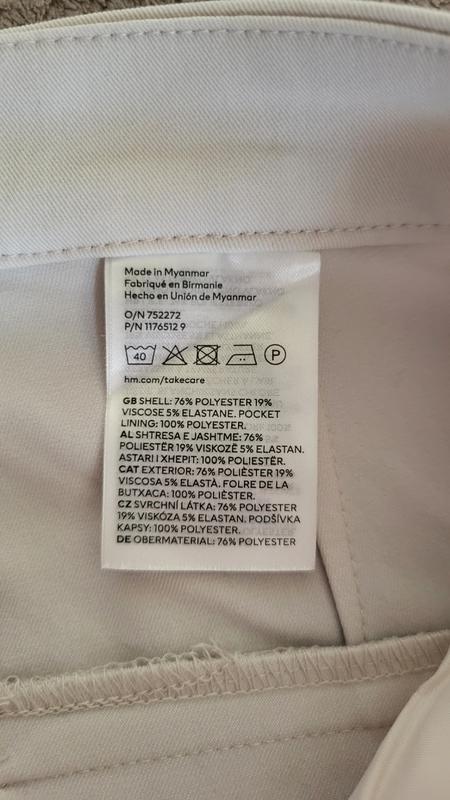 Made in Myanmar
Fabriqué en Birmanie
Hecho en Unión de Myanmar
O/N 752272
P/N 1176512 9
40
P
hm.com/takecare
GB SHELL: 76% POLYESTER 19%
VISCOSE 5% ELASTANE. POCKET
LINING: 100% POLYESTER.
AL SHTRESA E JASHTME: 76%
POLIESTËR 19% VISKOZË 5% ELASTAN.
ASTARI I XHEPIT: 100% POLIESTËR.
CAT EXTERIOR: 76% POLIÈSTER 19%
VISCOSA 5% ELASTÀ. FOLRE DE LA
BUTXACA: 100% POLIÈSTER.
CZ SVRCHNÍ LÁTKA: 76% POLYESTER
19% VISKÓZA 5% ELASTAN. PODŠÍVKA
KAPSY: 100% POLYESTER.
DE OBERMATERIAL: 76% POLYESTER